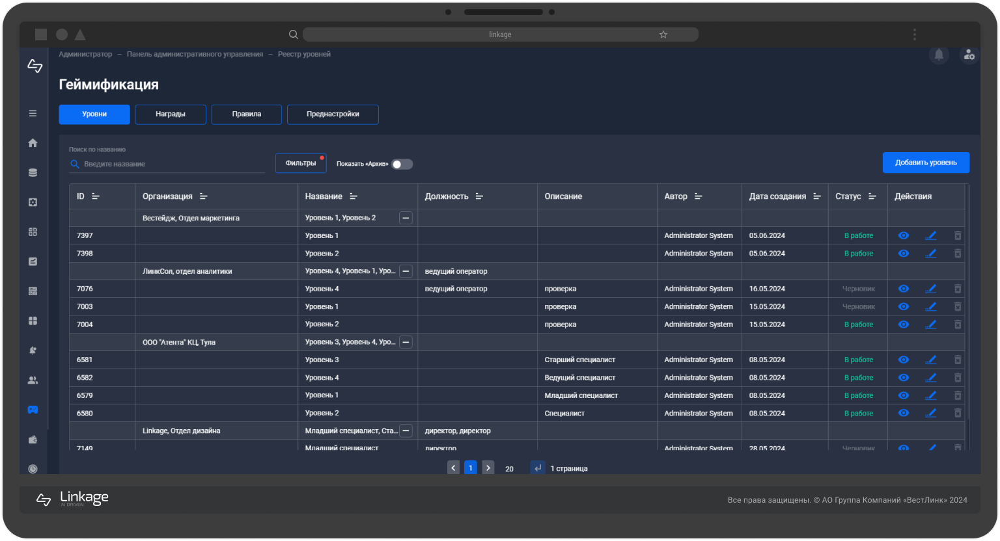 linkage
Администратор – Панель административного управления – Реестр уровней
Геймификация
Уровни Награды Правила Преднастройки
Поиск по названию
Введите название Фильтры Показать «Архив» Добавить уровень
ID Организация Название Должность Описание Автор Дата создания Статус Действия
Вестейдж, Отдел маркетинга Уровень 1, Уровень 2
7397 Уровень 1 Administrator System 05.06.2024 В работе
7398 Уровень 2 Administrator System 05.06.2024 В работе
ЛинкСол, отдел аналитики Уровень 4, Уровень 1, Уро... ведущий оператор
7076 Уровень 4 ведущий оператор проверка Administrator System 16.05.2024 Черновик
7003 Уровень 1 проверка Administrator System 15.05.2024 Черновик
7004 Уровень 2 проверка Administrator System 15.05.2024 В работе
ООО "Атента" КЦ, Тула Уровень 3, Уровень 4, Уро...
6581 Уровень 3 Старший специалист Administrator System 08.05.2024 В работе
6582 Уровень 4 Ведущий специалист Administrator System 08.05.2024 В работе
6579 Уровень 1 Младший специалист Administrator System 08.05.2024 В работе
6580 Уровень 2 Специалист Administrator System 08.05.2024 В работе
Linkage, Отдел дизайна Младший специалист, Ста... директор, директор
7149 Младший специалист директор Administrator System 28.05.2024 Черновик
1 20 1 страница
Linkage
AI DRIVEN
Все права защищены. © АО Группа Компаний «ВестЛинк» 2024